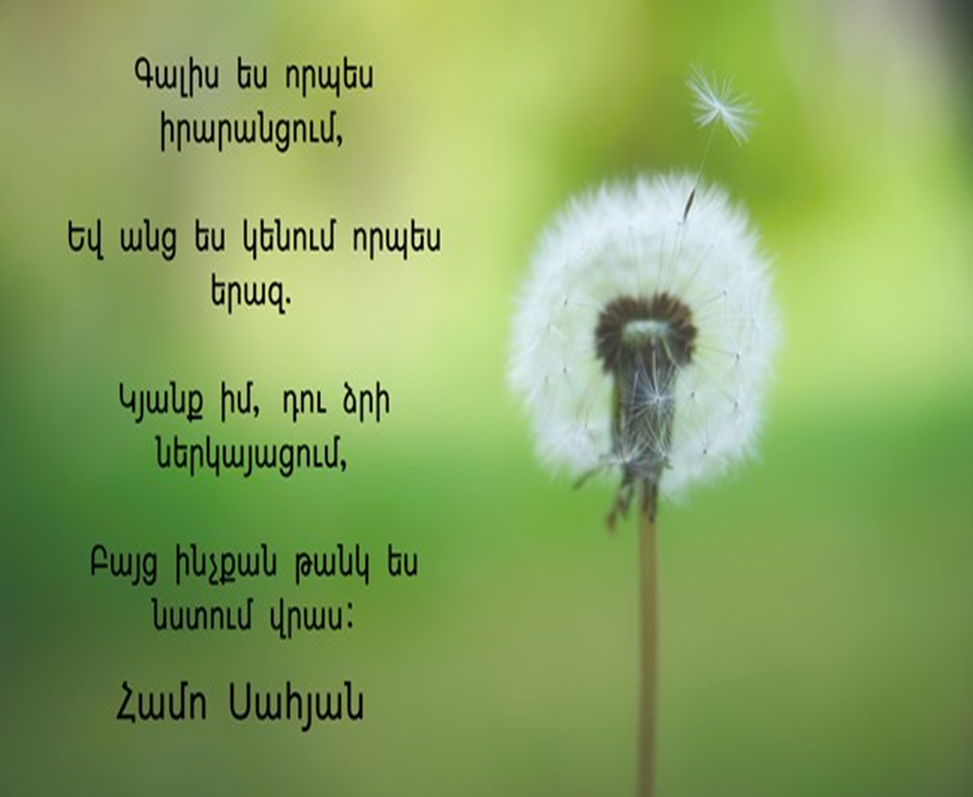 Գալիս ես որպես
իրարանցում,
Եվ անց ես կենում որպես
երազ.
Կյանք իմ, դու ձրի
ներկայացում,
Բայց ինչքան թանկ ես
նստում վրաս:
Համո Սահյան